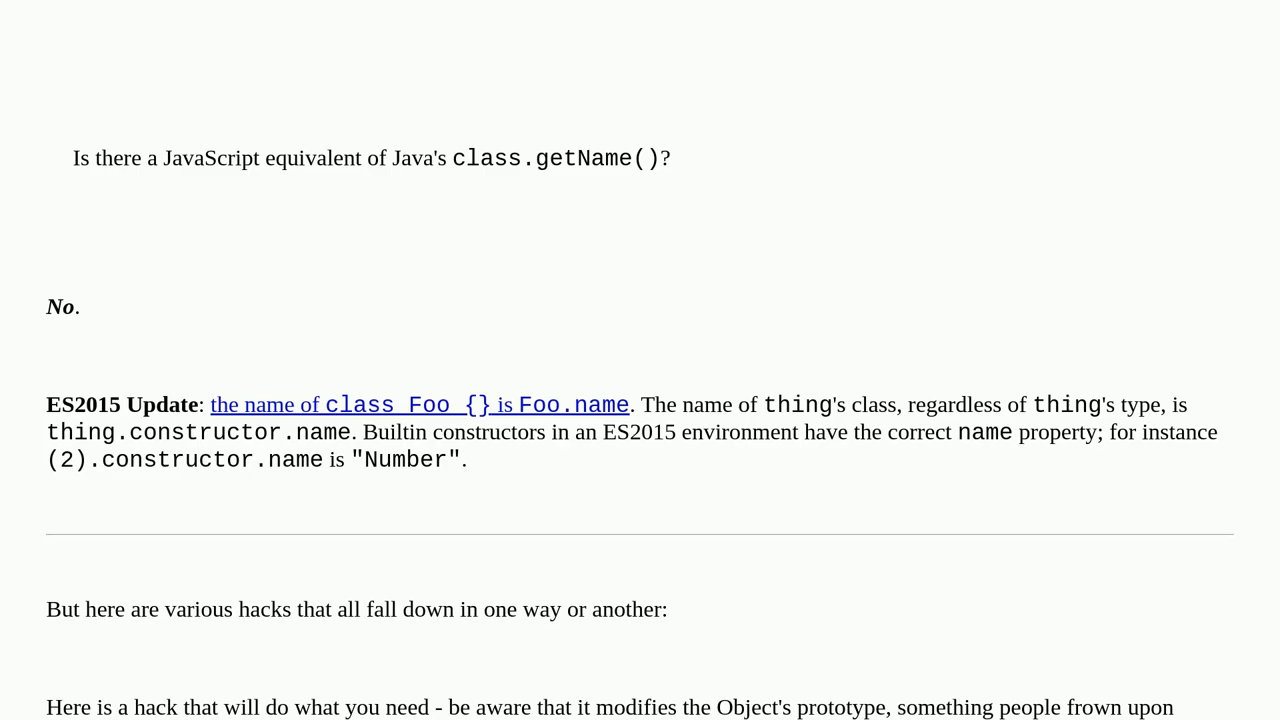 Is there a JavaScript equivalent of Java's class.getName()?
No.
ES2015 Update: the name of class Foo {} is Foo.name. The name of thing's class, regardless of thing's type, is
thing.constructor.name. Builtin constructors in an ES2015 environment have the correct name property; for instance
(2).constructor.name is "Number".
But here are various hacks that all fall down in one way or another:
Here is a hack that will do what you need - be aware that it modifies the Object's prototype, something people frown upon